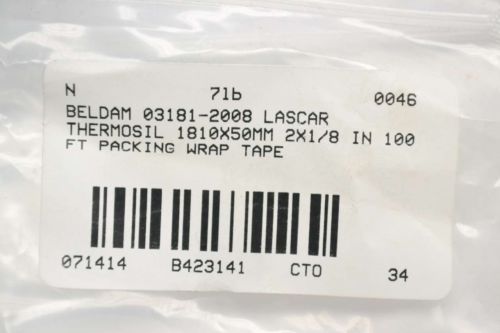 N 71b 0046
BELDAM 03181-2008 LASCAR
THERMOSIL 1810X50MM 2X1/8 IN 100
FT PACKING WRAP TAPE
071414 B423141 CTO 34